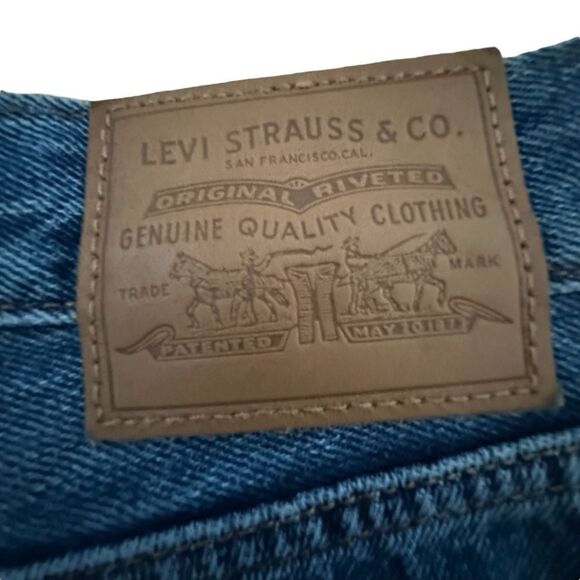 LEVI STRAUSS & CO.
SAN FRANCISCO, CAL.
ORIGINAL RIVETED
GENUINE QUALITY CLOTHING
TRADE MARK
PATENTED MAY 20 1873